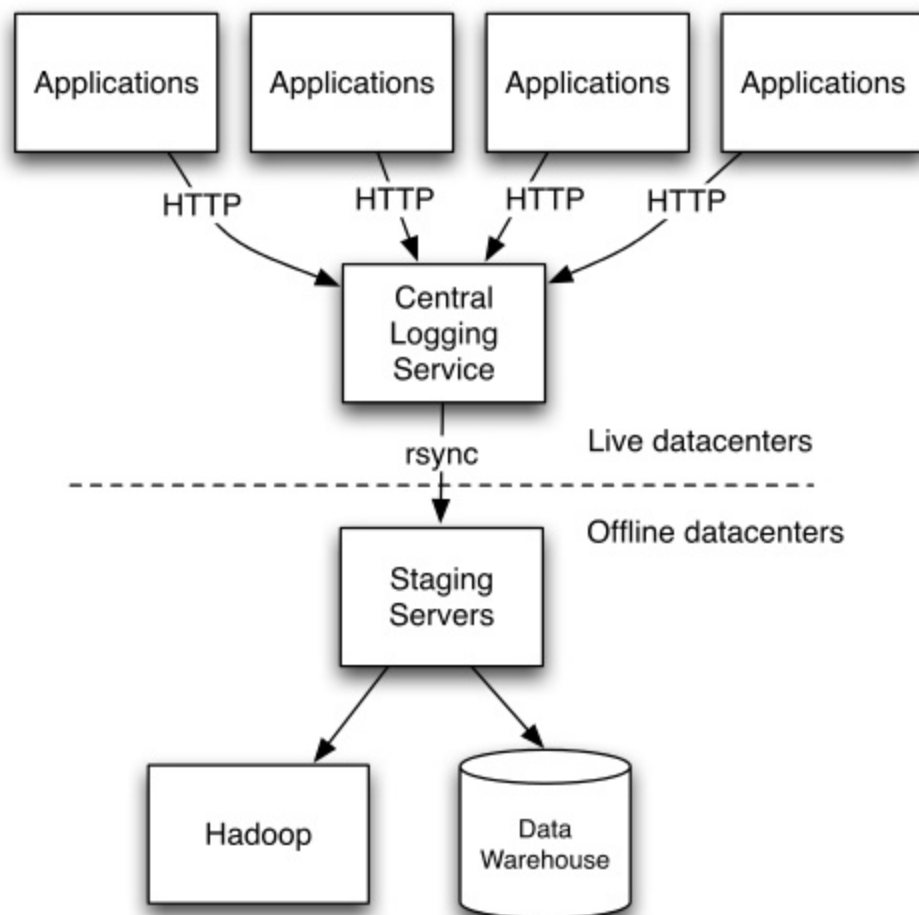 Applications
Applications
Applications
Applications
HTTP
HTTP
HTTP
HTTP
Central
Logging
Service
rsync
Live datacenters
Offline datacenters
Staging
Servers
Hadoop
Data
Warehouse